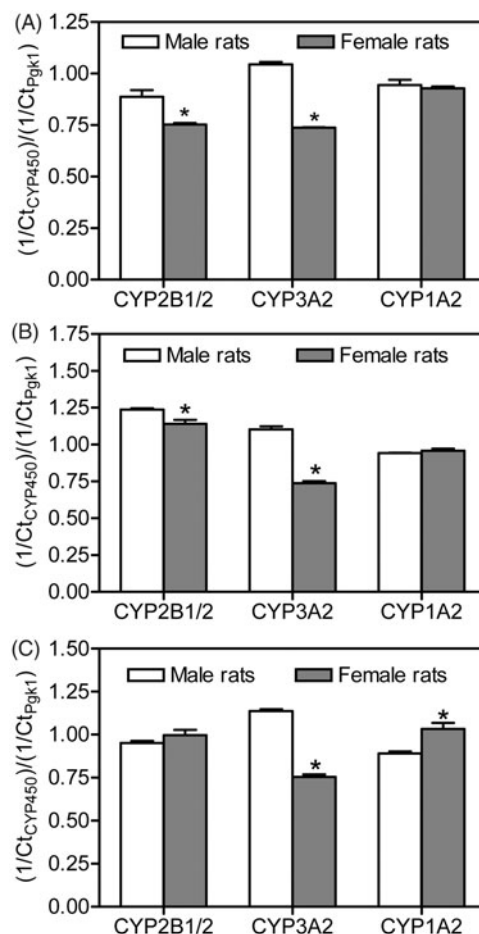 (A)
(1/CtCYP450)/(1/CtPgk1)
1.25
1.00
0.75
0.50
0.25
0.00
Male rats Female rats
* *
CYP2B1/2 CYP3A2 CYP1A2
(B)
(1/CtCYP450)/(1/CtPgk1)
1.75
1.50
1.25
1.00
0.75
0.50
0.25
0.00
Male rats Female rats
* *
CYP2B1/2 CYP3A2 CYP1A2
(C)
(1/CtCYP450)/(1/CtPgk1)
1.50
1.25
1.00
0.75
0.50
0.25
0.00
Male rats Female rats
* *
CYP2B1/2 CYP3A2 CYP1A2